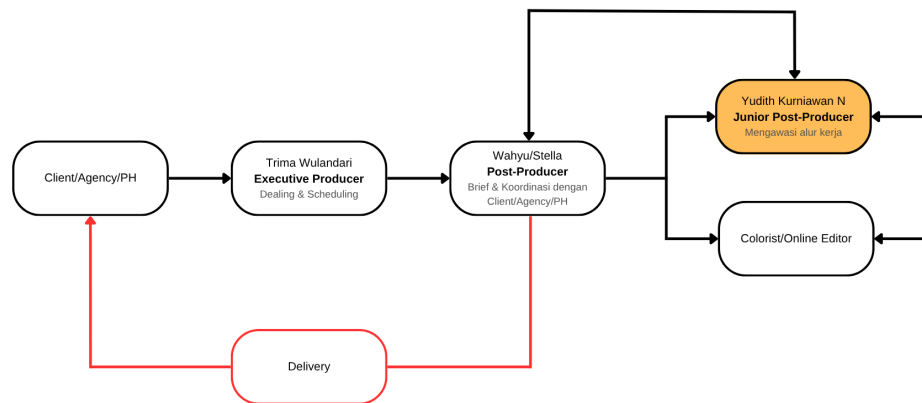 Client/Agency/PH
Trima Wulandari
Executive Producer
Dealing & Scheduling
Wahyu/Stella
Post-Producer
Brief & Koordinasi dengan
Client/Agency/PH
Yudith Kurniawan N
Junior Post-Producer
Mengawasi alur kerja
Colorist/Online Editor
Delivery